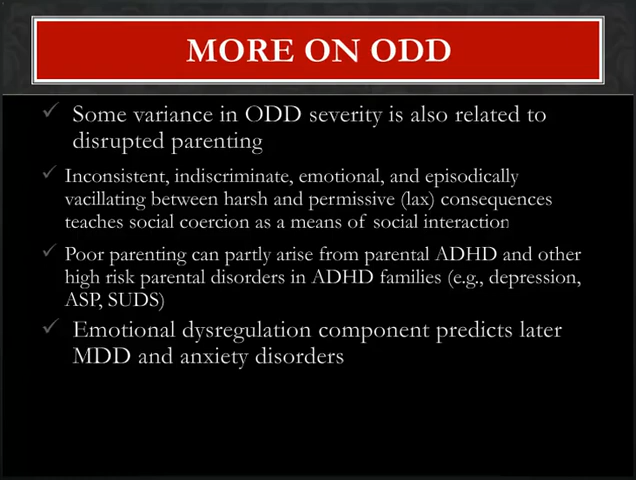 MORE ON ODD
✓ Some variance in ODD severity is also related to
disrupted parenting
✓ Inconsistent, indiscriminate, emotional, and episodically
vacillating between harsh and permissive (lax) consequences
teaches social coercion as a means of social interaction
✓ Poor parenting can partly arise from parental ADHD and other
high risk parental disorders in ADHD families (e.g., depression,
ASP, SUDS)
✓ Emotional dysregulation component predicts later
MDD and anxiety disorders